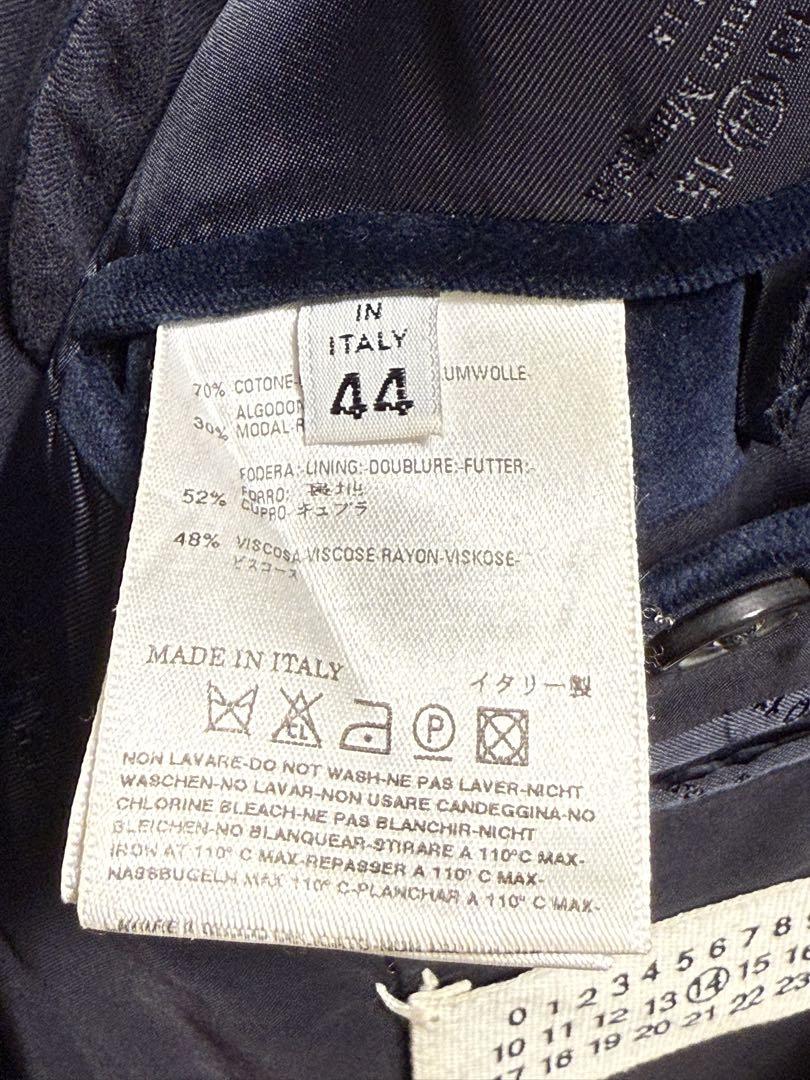 IN
ITALY
44
70% COTONE- UMWOLLE
ALGODON
30% MODAL-R
FODERA:-LINING:-DOUBLURE:-FUTTER:-
FORRO: 裏地
52% CUPRO-キュプラ
48% VISCOSA VISCOSE RAYON-VISKOSE-
ビスコース
MADE IN ITALY イタリー製
CL P
NON LAVARE-DO NOT WASH-NE PAS LAVER-NICHT
WASCHEN-NO LAVAR-NON USARE CANDEGGINA-NO
CHLORINE BLEACH-NE PAS BLANCHIR-NICHT
BLEICHEN-NO BLANQUEAR-STIRARE A 110°C MAX-
IRON AT 110°C MAX-REPASSER A 110°C MAX-
NASSBUGELN MAX 110° C-PLANCHAR A 110° C MAX-
0 1 2 3 4 5 6 7 8
10 11 12 13 14 15 16
17 18 19 20 21 22 23